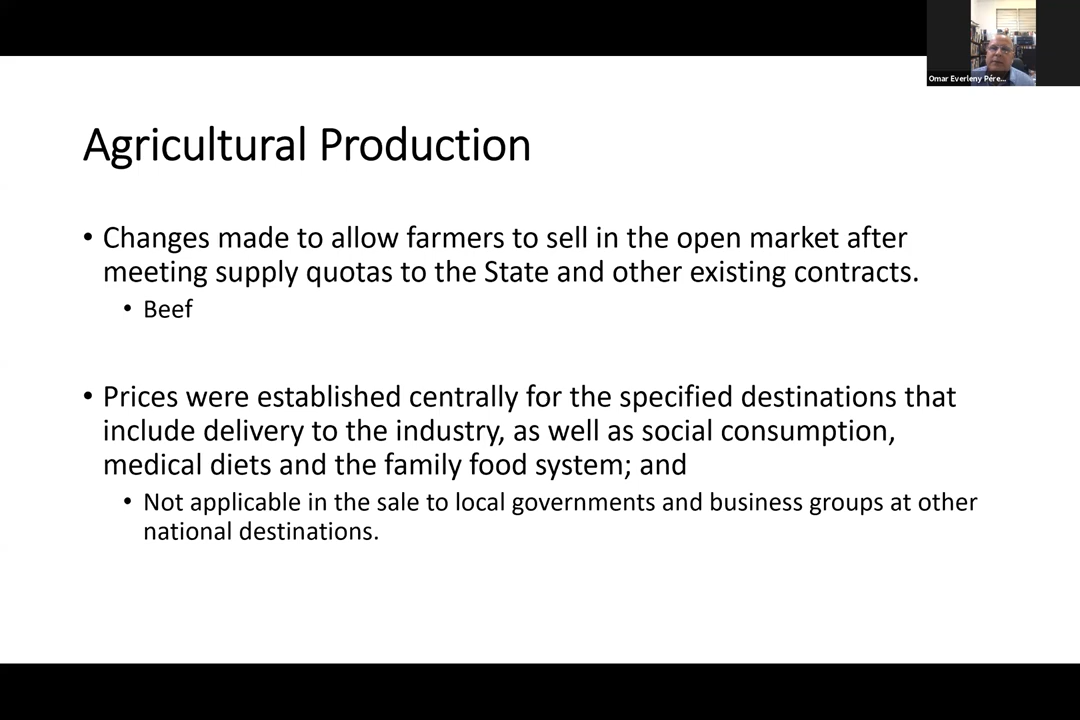 Omar Everleny Pére...
Agricultural Production
• Changes made to allow farmers to sell in the open market after
meeting supply quotas to the State and other existing contracts.
• Beef
• Prices were established centrally for the specified destinations that
include delivery to the industry, as well as social consumption,
medical diets and the family food system; and
• Not applicable in the sale to local governments and business groups at other
national destinations.